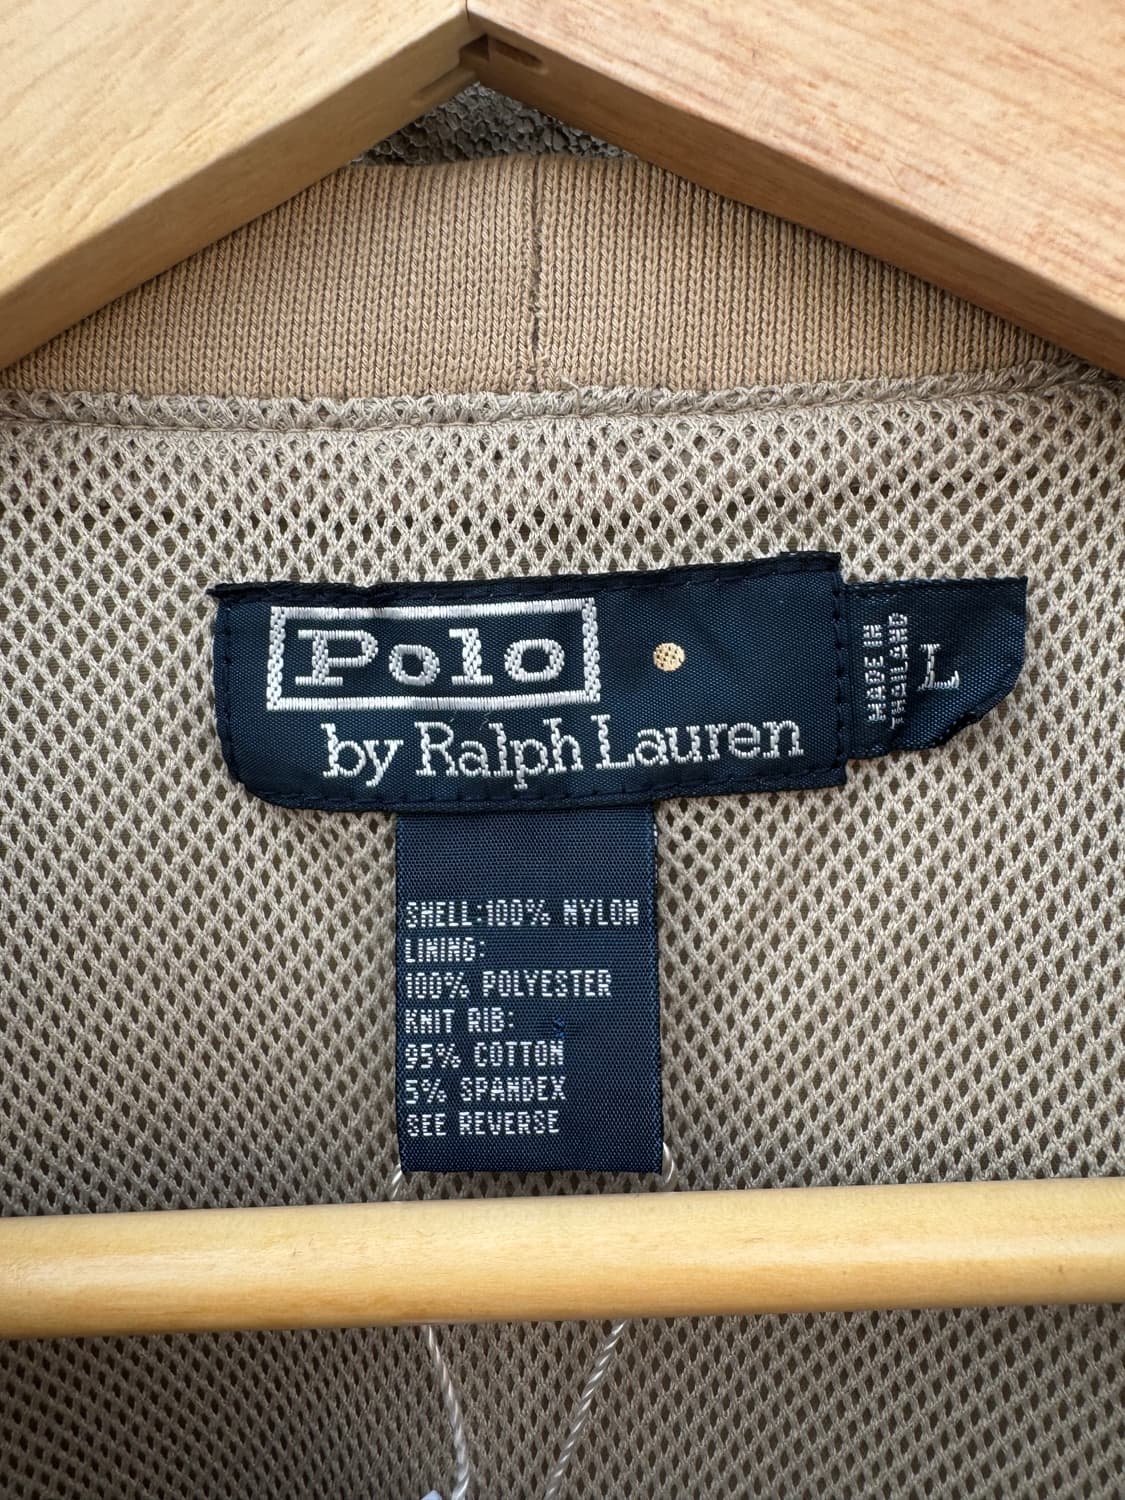 Polo
by Ralph Lauren
MADE IN
THAILAND
L
SHELL:100% NYLON
LINING:
100% POLYESTER
KNIT RIB:
95% COTTON
5% SPANDEX
SEE REVERSE